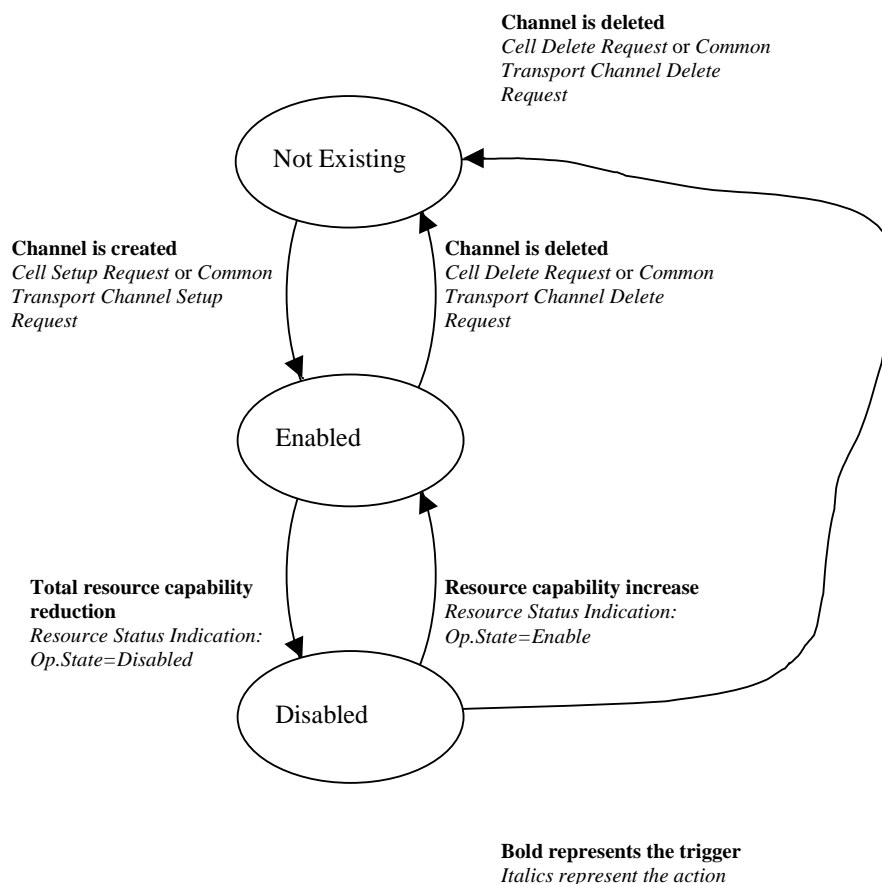 Channel is deleted
Cell Delete Request or Common
Transport Channel Delete
Request
Not Existing
Channel is created
Cell Setup Request or Common
Transport Channel Setup
Request
Channel is deleted
Cell Delete Request or Common
Transport Channel Delete
Request
Enabled
Total resource capability
reduction
Resource Status Indication:
Op.State=Disabled
Resource capability increase
Resource Status Indication:
Op.State=Enable
Disabled
Bold represents the trigger
Italics represent the action